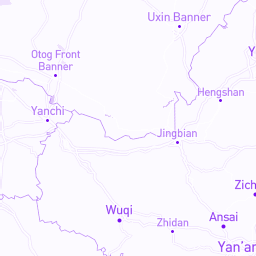 Uxin Banner
Otog Front
Banner
Y
Hengshan
Yanchi
Jingbian
Zich
Wuqi
Zhidan
Ansai
Yan'an